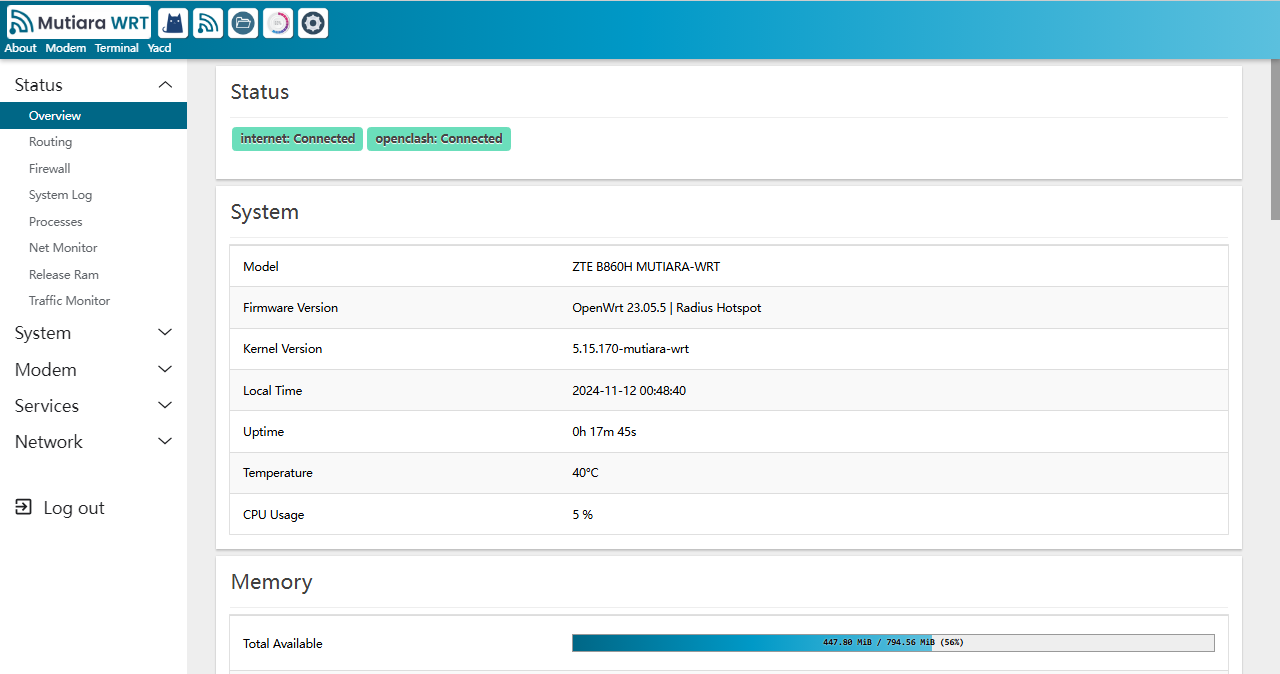 Mutiara WRT
About Modem Terminal Yacd
Status
Overview
Routing
Firewall
System Log
Processes
Net Monitor
Release Ram
Traffic Monitor
System
Modem
Services
Network
Log out
Status
internet: Connected openclash: Connected
System
Model ZTE B860H MUTIARA-WRT
Firmware Version OpenWrt 23.05.5 | Radius Hotspot
Kernel Version 5.15.170-mutiara-wrt
Local Time 2024-11-12 00:48:40
Uptime 0h 17m 45s
Temperature 40°C
CPU Usage 5 %
Memory
Total Available 447.80 MiB / 794.56 MiB (56%)